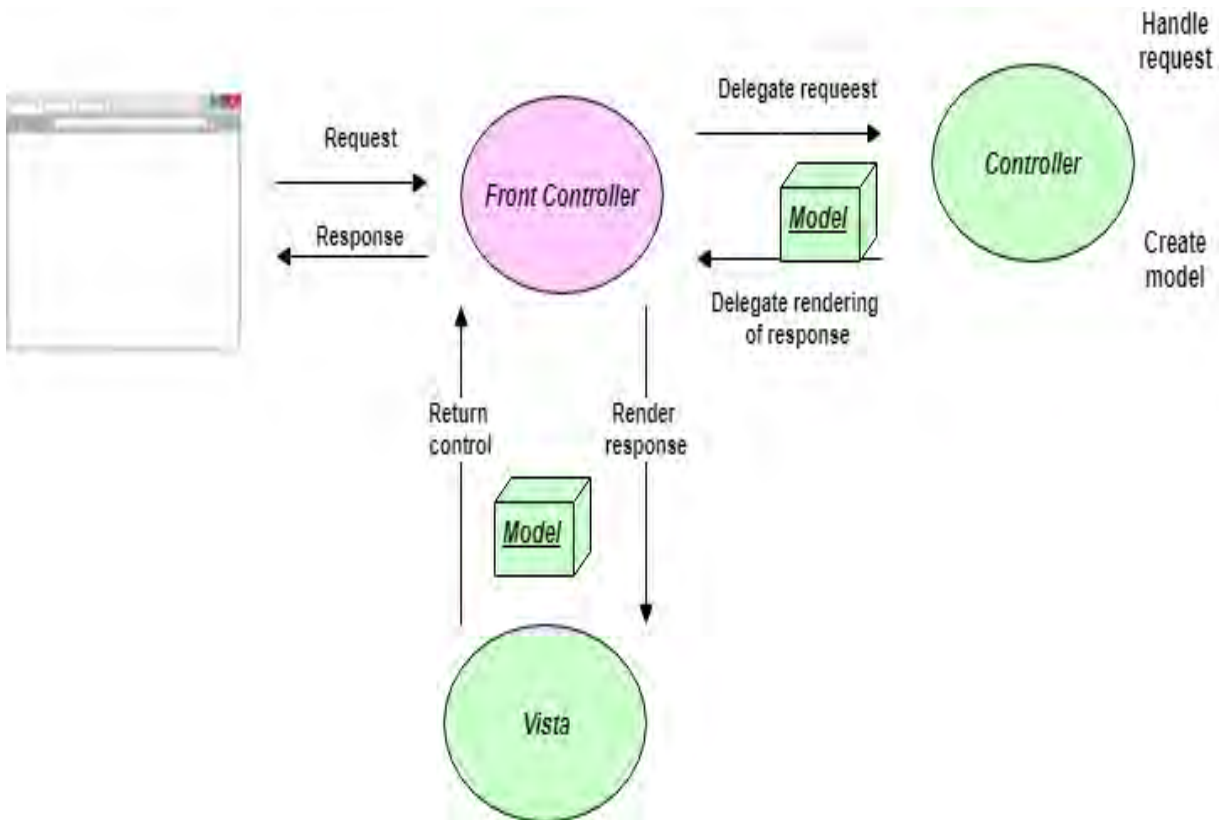 Handle
request
Delegate requeest
Request
Front Controller
Controller
Model
Response
Create
model
Delegate rendering
of response
Return
control
Render
response
Model
Vista